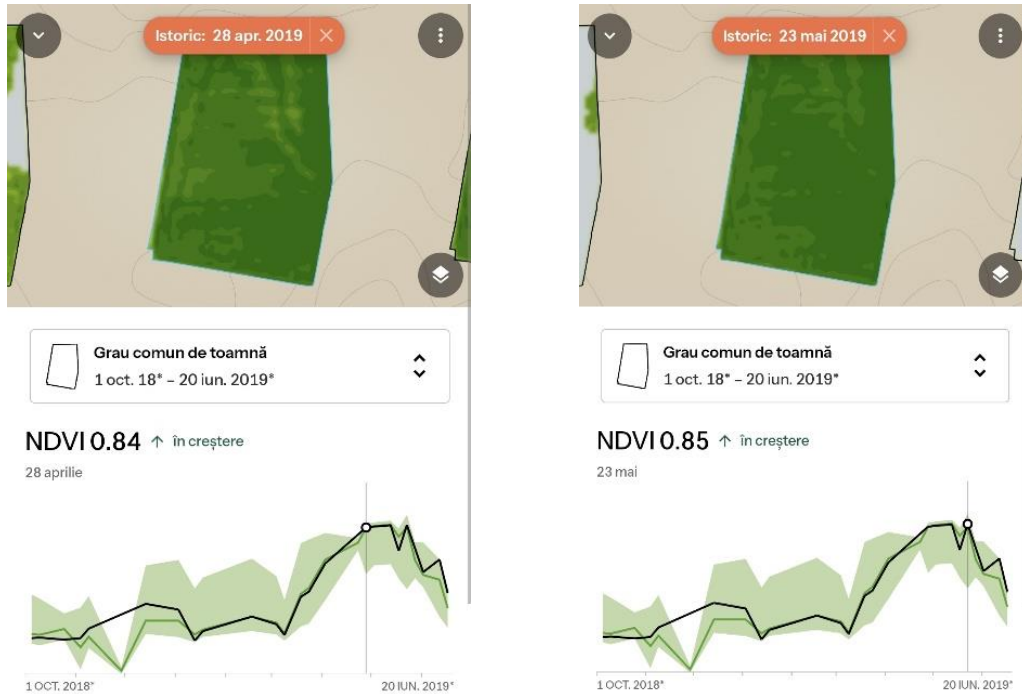 Istoric: 28 apr. 2019
Grau comun de toamnă
1 oct. 18* – 20 iun. 2019*
NDVI 0.84 ↑ în creștere
28 aprilie
1 OCT. 2018*
20 IUN. 2019*
Istoric: 23 mai 2019
Grau comun de toamnă
1 oct. 18* – 20 iun. 2019*
NDVI 0.85 ↑ în creștere
23 mai
1 OCT. 2018*
20 IUN. 2019*